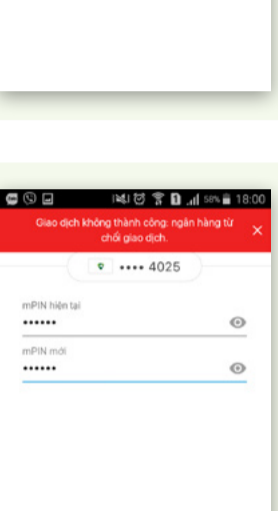 58% 18:00
Giao dịch không thành công: ngân hàng từ
chối giao dịch.
•••• 4025
mPIN hiện tại
••••••
mPIN mới
••••••